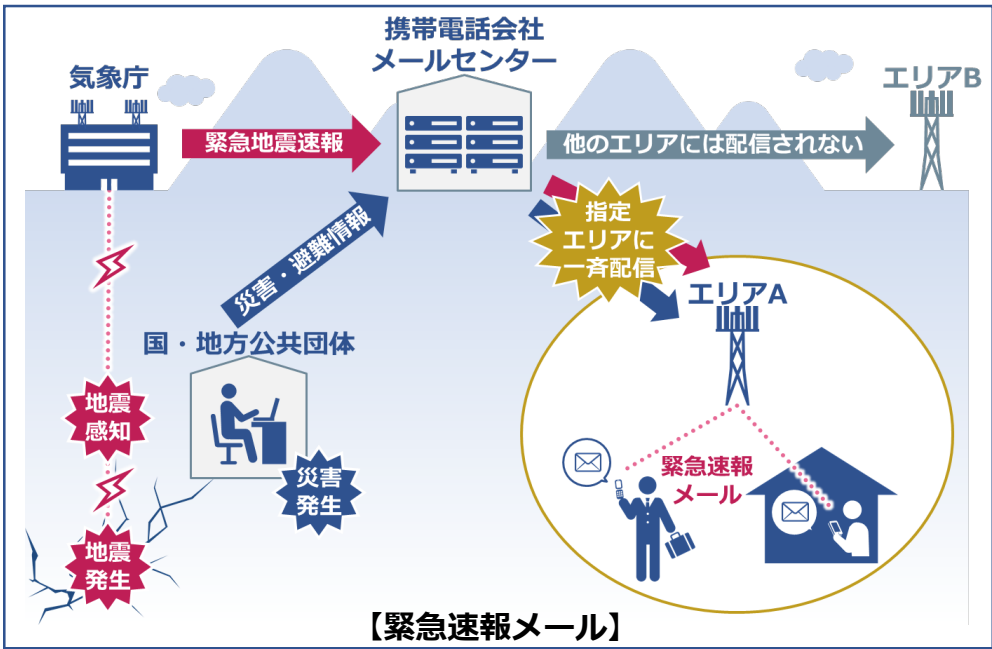 携帯電話会社
メールセンター
気象庁
エリアB
緊急地震速報
他のエリアには配信されない
指定
エリアに
一斉配信
災害・避難情報
エリアA
国・地方公共団体
地震
感知
災害
発生
緊急速報
メール
地震
発生
【緊急速報メール】